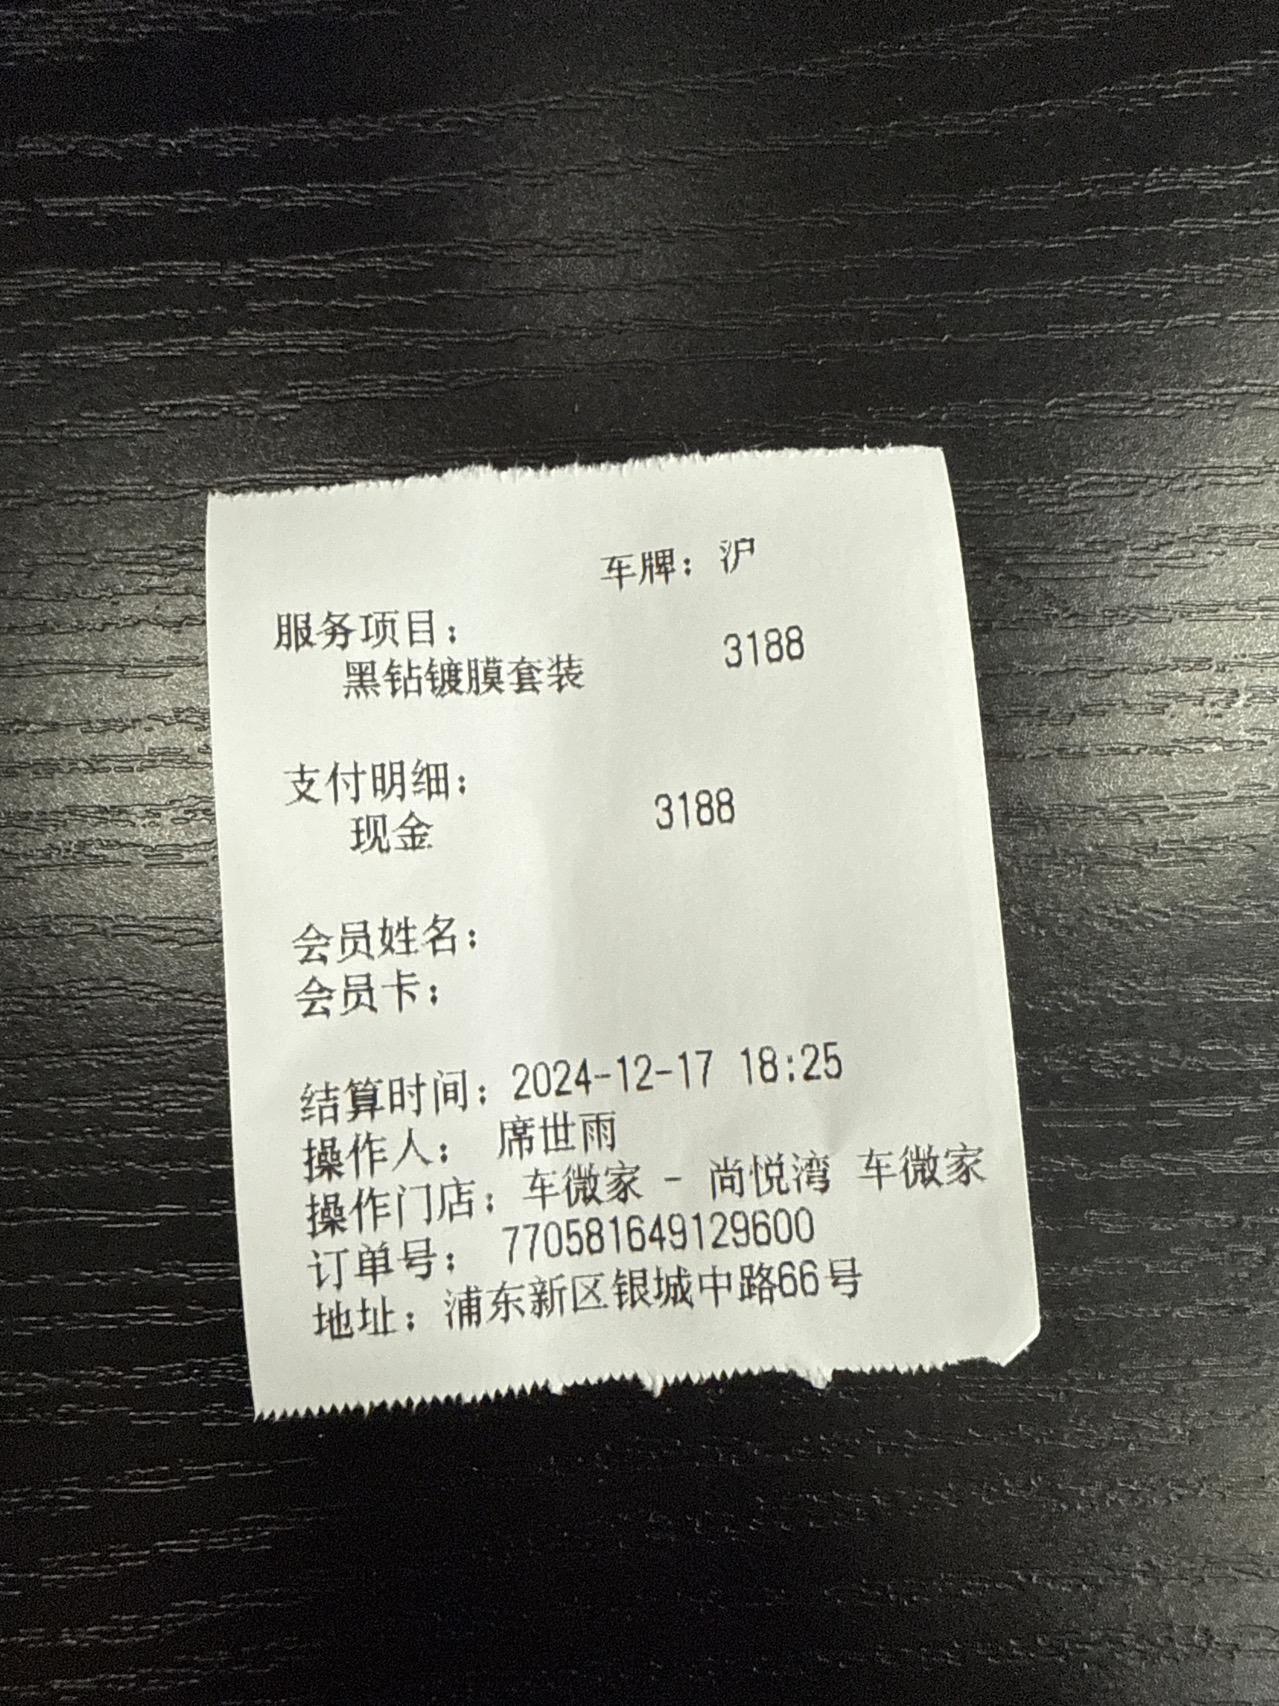 车牌：沪
服务项目：
黑钻镀膜套装 3188
支付明细：
现金 3188
会员姓名：
会员卡：
结算时间：2024-12-17 18:25
操作人： 席世雨
操作门店：车微家 - 尚悦湾 车微家
订单号： 770581649129600
地址：浦东新区银城中路66号